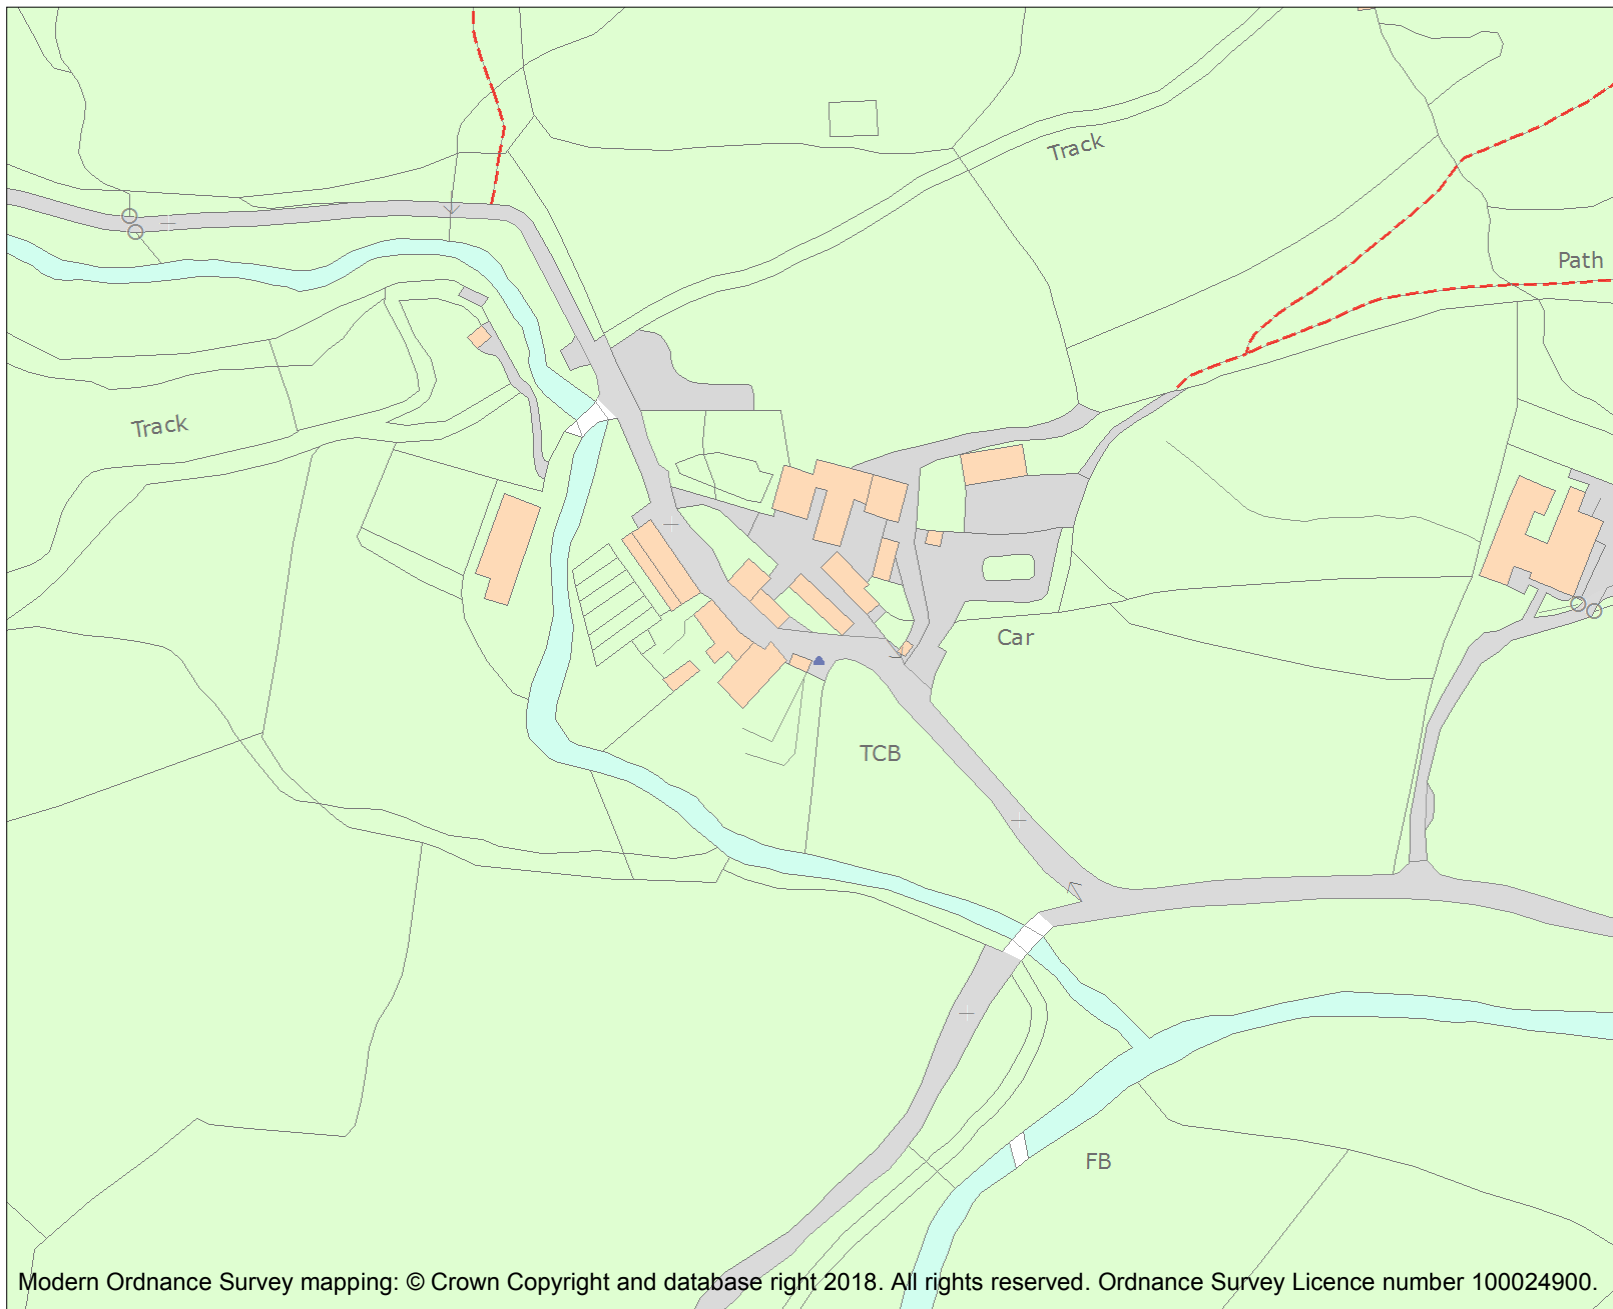 Track
Path
Track
Car
TCB
FB
Modern Ordnance Survey mapping: © Crown Copyright and database right 2018. All rights reserved. Ordnance Survey Licence number 100024900.